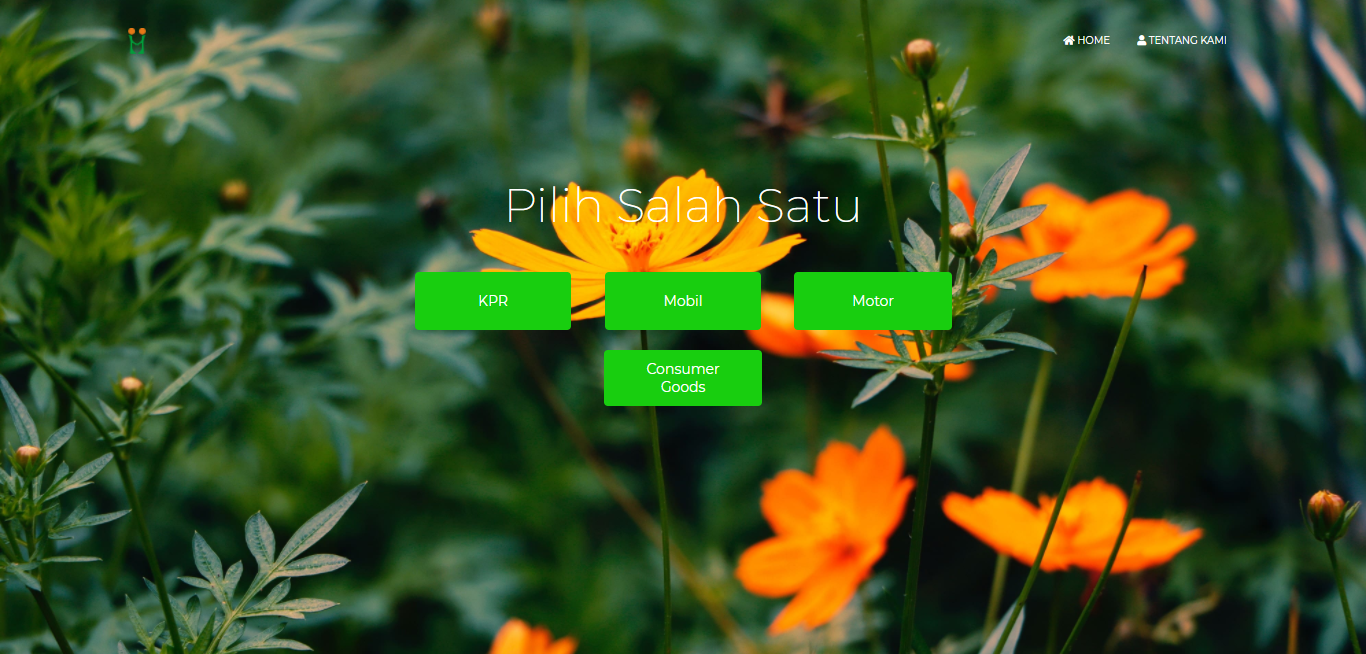 HOME
TENTANG KAMI
Pilih Salah Satu
KPR
Mobil
Motor
Consumer
Goods